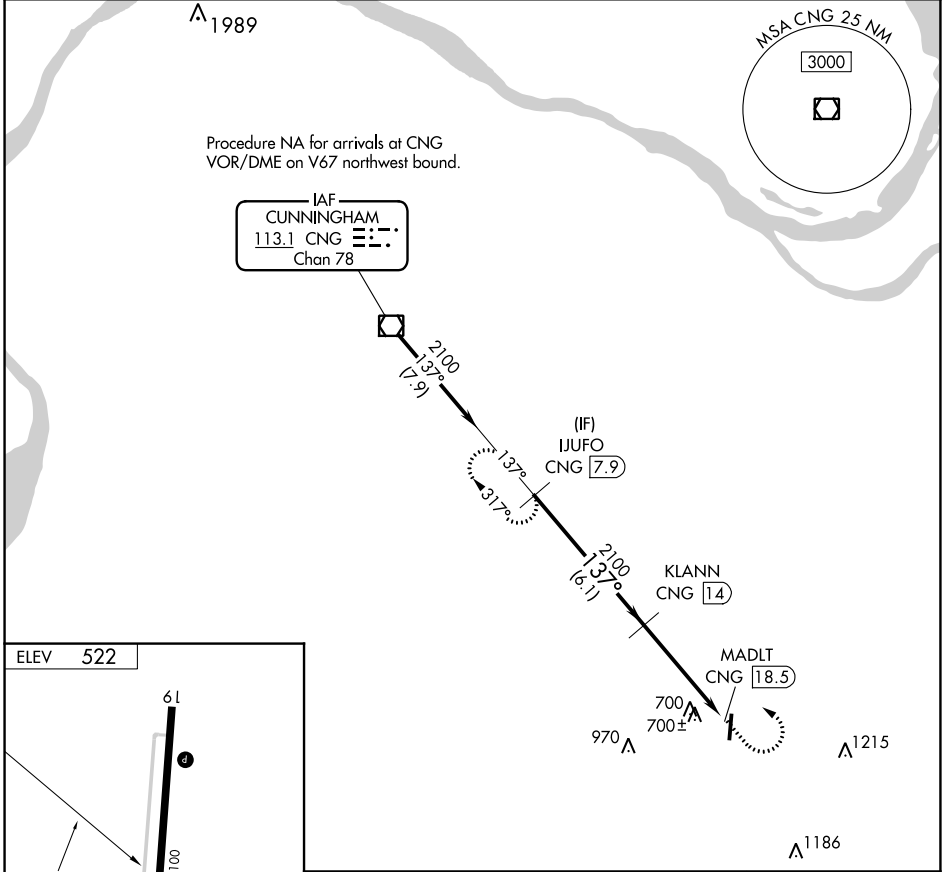 1989
MSA CNG 25 NM
3000
Procedure NA for arrivals at CNG
VOR/DME on V67 northwest bound.
IAF
CUNNINGHAM
113.1 CNG
Chan 78
2100
137°
(7.9)
(IF)
IJUFO
CNG 7.9
137°
317°
2100
137°
(6.1)
KLANN
CNG 14
MADLT
CNG 18.5
700
700±
970
1215
1186
ELEV 522
19
P
100